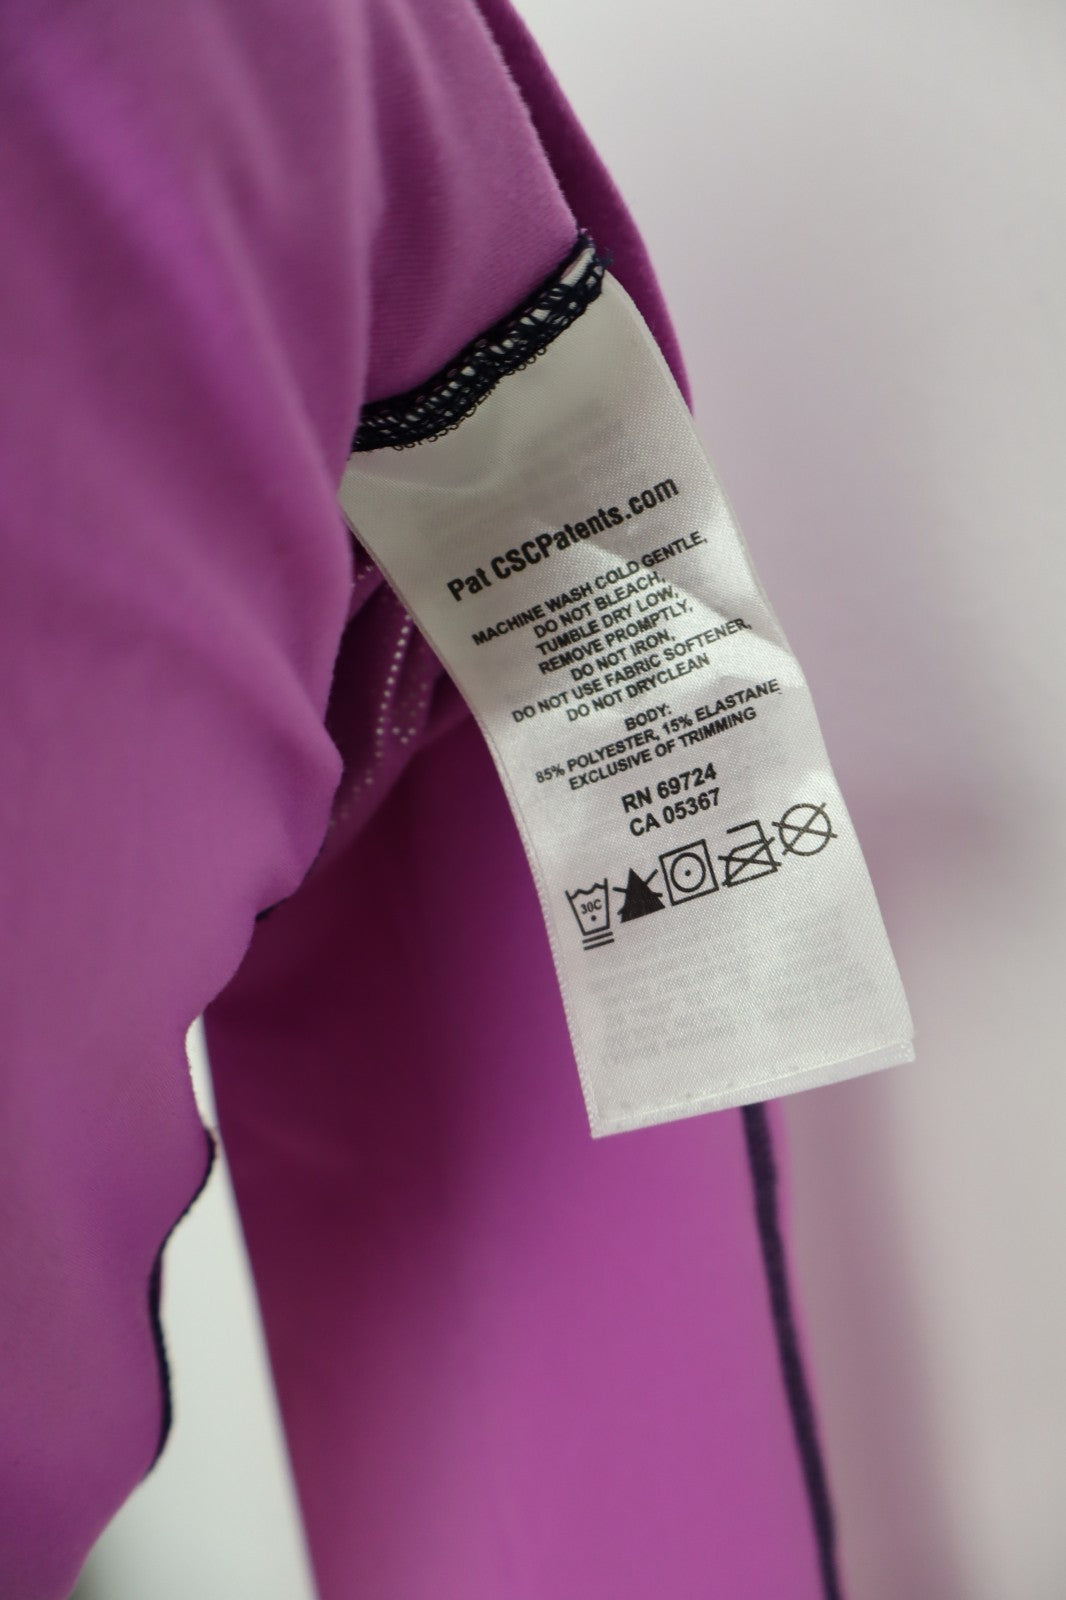 Pat CSCPatents.com
MACHINE WASH COLD GENTLE,
DO NOT BLEACH,
TUMBLE DRY LOW,
REMOVE PROMPTLY,
DO NOT IRON,
DO NOT USE FABRIC SOFTENER,
DO NOT DRYCLEAN
BODY:
85% POLYESTER, 15% ELASTANE
EXCLUSIVE OF TRIMMING
RN 69724
CA 05367
30C